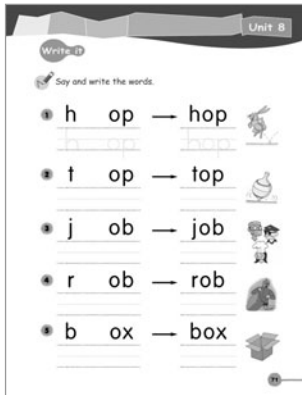 Unit 8
Write it
Say and write the words.
1 h op → hop
h op hop
2 t op → top
3 j ob → job
4 r ob → rob
5 b ox → box
71